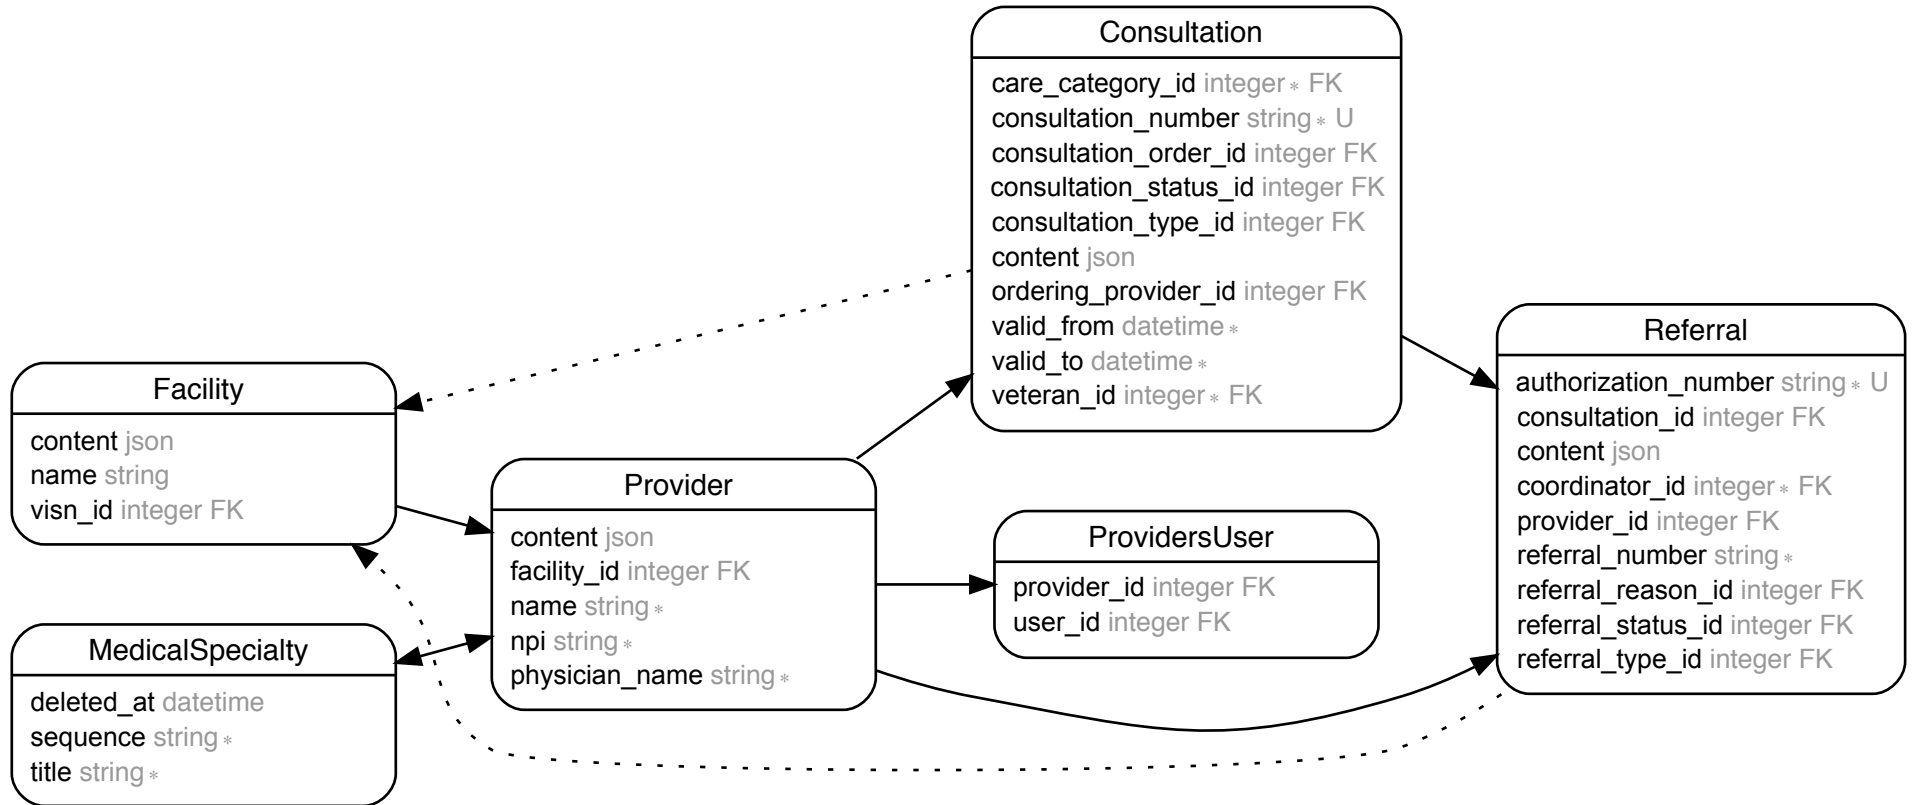 Consultation
care_category_id integer∗ FK
consultation_number string∗ U
consultation_order_id integer FK
consultation_status_id integer FK
consultation_type_id integer FK
content json
ordering_provider_id integer FK
valid_from datetime∗
valid_to datetime∗
veteran_id integer∗ FK
Referral
authorization_number string∗ U
consultation_id integer FK
content json
coordinator_id integer∗ FK
provider_id integer FK
referral_number string∗
referral_reason_id integer FK
referral_status_id integer FK
referral_type_id integer FK
Facility
content json
name string
visn_id integer FK
Provider
content json
facility_id integer FK
name string∗
npi string∗
physician_name string∗
ProvidersUser
provider_id integer FK
user_id integer FK
MedicalSpecialty
deleted_at datetime
sequence string∗
title string∗